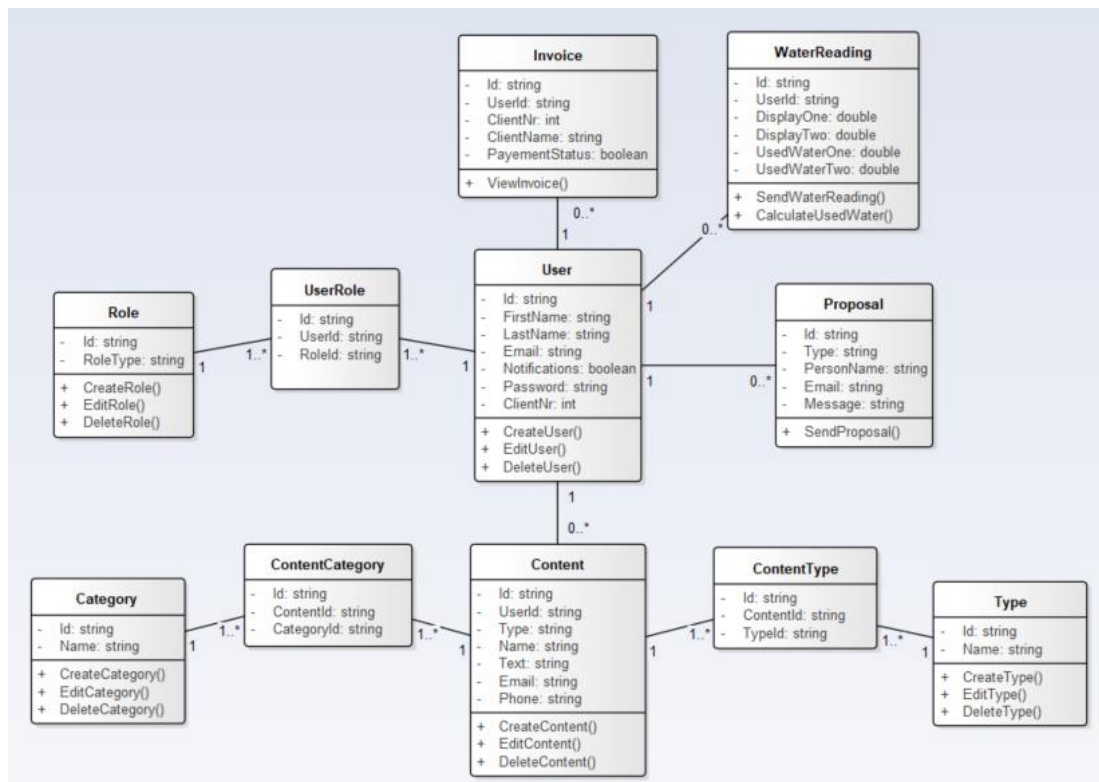 Invoice
- Id: string
- UserId: string
- ClientNr: int
- ClientName: string
- PayementStatus: boolean
+ ViewInvoice()
0..*
1
WaterReading
- Id: string
- UserId: string
- DisplayOne: double
- DisplayTwo: double
- UsedWaterOne: double
- UsedWaterTwo: double
+ SendWaterReading()
+ CalculateUsedWater()
0..*
1
Role
- Id: string
- RoleType: string
+ CreateRole()
+ EditRole()
+ DeleteRole()
1
1..*
UserRole
- Id: string
- UserId: string
- RoleId: string
1..*
1
User
- Id: string
- FirstName: string
- LastName: string
- Email: string
- Notifications: boolean
- Password: string
- ClientNr: int
+ CreateUser()
+ EditUser()
+ DeleteUser()
1
0..*
Proposal
- Id: string
- Type: string
- PersonName: string
- Email: string
- Message: string
+ SendProposal()
1
0..*
Category
- Id: string
- Name: string
+ CreateCategory()
+ EditCategory()
+ DeleteCategory()
1
1..*
ContentCategory
- Id: string
- ContentId: string
- CategoryId: string
1..*
1
Content
- Id: string
- UserId: string
- Type: string
- Name: string
- Text: string
- Email: string
- Phone: string
+ CreateContent()
+ EditContent()
+ DeleteContent()
1
1..*
ContentType
- Id: string
- ContentId: string
- TypeId: string
1..*
1
Type
- Id: string
- Name: string
+ CreateType()
+ EditType()
+ DeleteType()